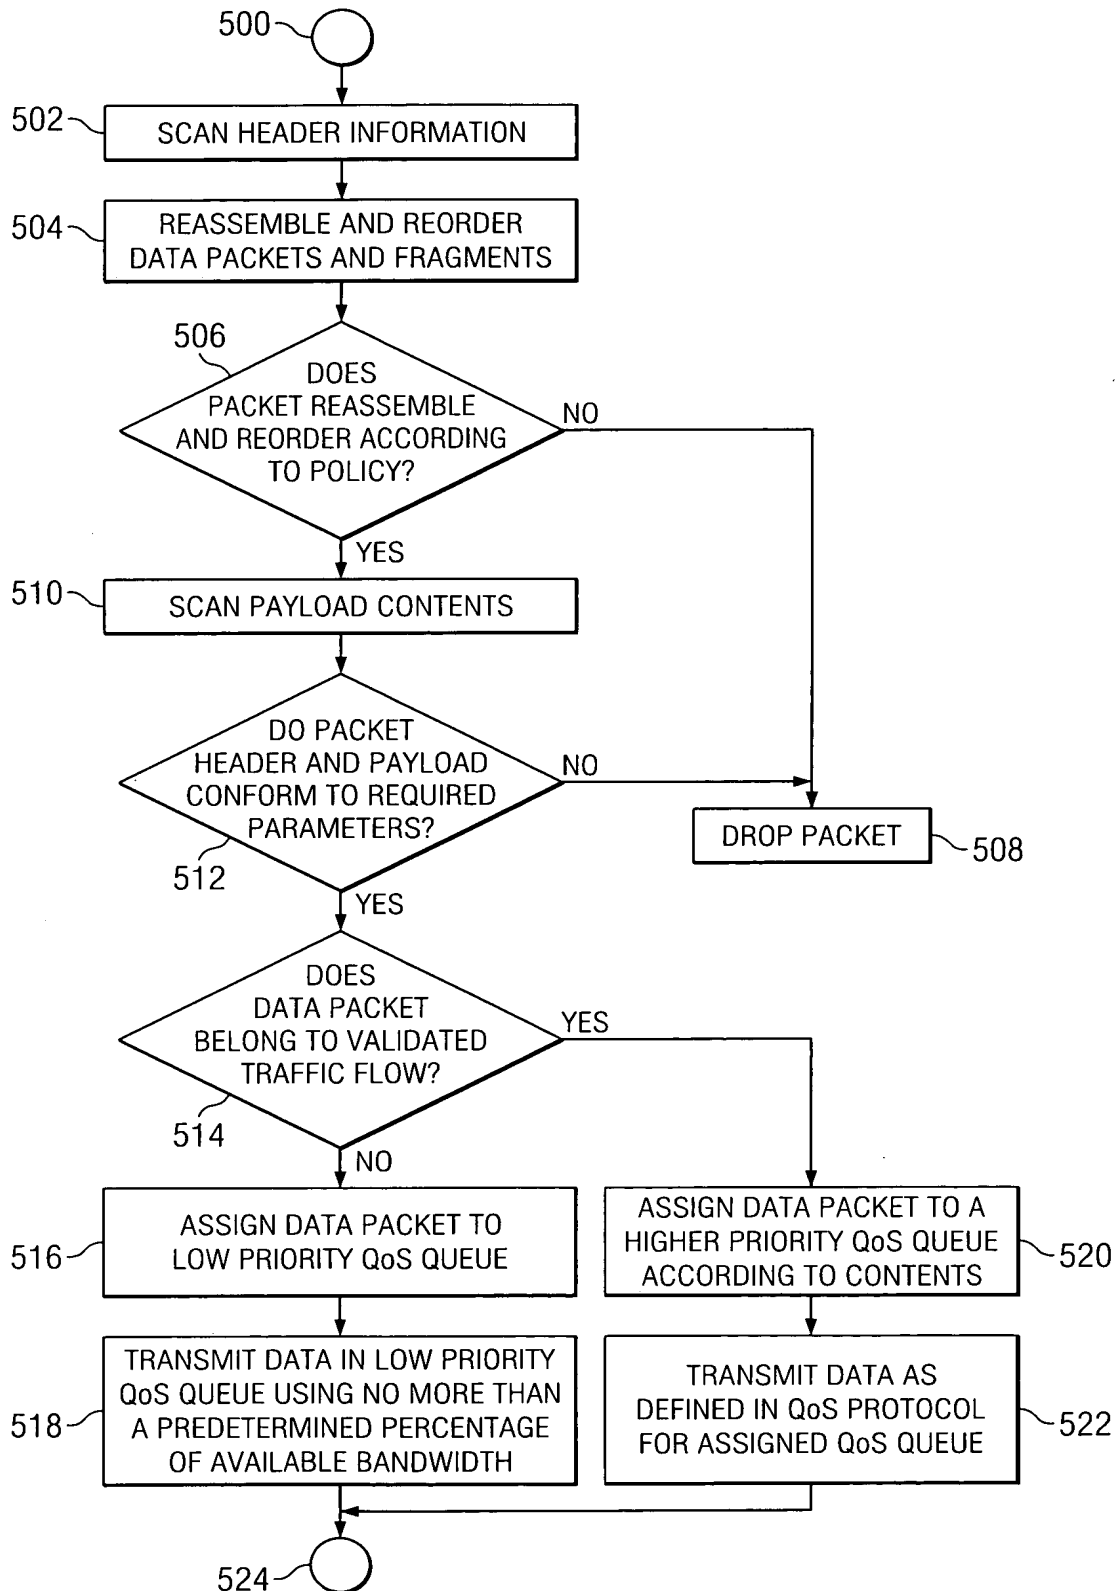 500
502
SCAN HEADER INFORMATION
504
REASSEMBLE AND REORDER
DATA PACKETS AND FRAGMENTS
506
DOES
PACKET REASSEMBLE
AND REORDER ACCORDING
TO POLICY?
NO
YES
510
SCAN PAYLOAD CONTENTS
DO PACKET
HEADER AND PAYLOAD
CONFORM TO REQUIRED
PARAMETERS?
NO
512
DROP PACKET
508
YES
DOES
DATA PACKET
BELONG TO VALIDATED
TRAFFIC FLOW?
YES
514
NO
516
ASSIGN DATA PACKET TO
LOW PRIORITY QoS QUEUE
ASSIGN DATA PACKET TO A
HIGHER PRIORITY QoS QUEUE
ACCORDING TO CONTENTS
520
518
TRANSMIT DATA IN LOW PRIORITY
QoS QUEUE USING NO MORE THAN
A PREDETERMINED PERCENTAGE
OF AVAILABLE BANDWIDTH
TRANSMIT DATA AS
DEFINED IN QoS PROTOCOL
FOR ASSIGNED QoS QUEUE
522
524